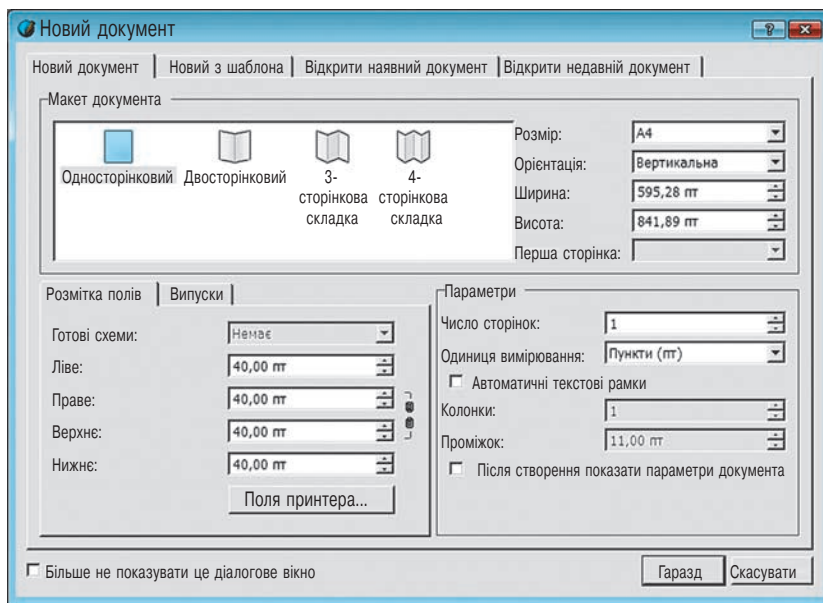 Новий документ
Новий документ | Новий з шаблона | Відкрити наявний документ | Відкрити недавній документ |
Макет документа
Односторінковий Двосторінковий 3-сторінкова складка 4-сторінкова складка
Розмір: A4
Орієнтація: Вертикальна
Ширина: 595,28 пт
Висота: 841,89 пт
Перша сторінка:
Розмітка полів | Випуски |
Готові схеми: Немає
Ліве: 40,00 пт
Праве: 40,00 пт
Верхнє: 40,00 пт
Нижнє: 40,00 пт
Поля принтера...
Параметри
Число сторінок: 1
Одиниця вимірювання: Пункти (пт)
Автоматичні текстові рамки
Колонки: 1
Проміжок: 11,00 пт
Після створення показати параметри документа
Більше не показувати це діалогове вікно
Гаразд Скасувати